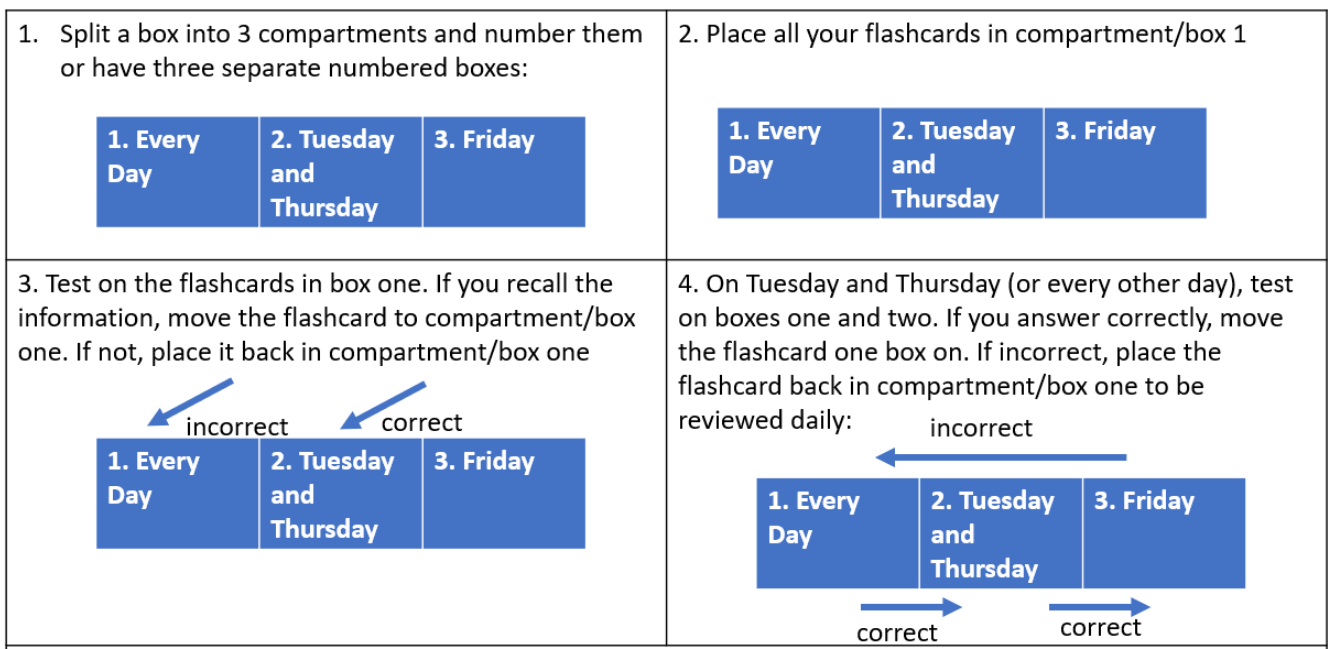 1. Split a box into 3 compartments and number them
or have three separate numbered boxes:
1. Every
Day
2. Tuesday
and
Thursday
3. Friday
2. Place all your flashcards in compartment/box 1
1. Every
Day
2. Tuesday
and
Thursday
3. Friday
3. Test on the flashcards in box one. If you recall the
information, move the flashcard to compartment/box
one. If not, place it back in compartment/box one
incorrect
correct
1. Every
Day
2. Tuesday
and
Thursday
3. Friday
4. On Tuesday and Thursday (or every other day), test
on boxes one and two. If you answer correctly, move
the flashcard one box on. If incorrect, place the
flashcard back in compartment/box one to be
reviewed daily:
incorrect
1. Every
Day
2. Tuesday
and
Thursday
3. Friday
correct
correct